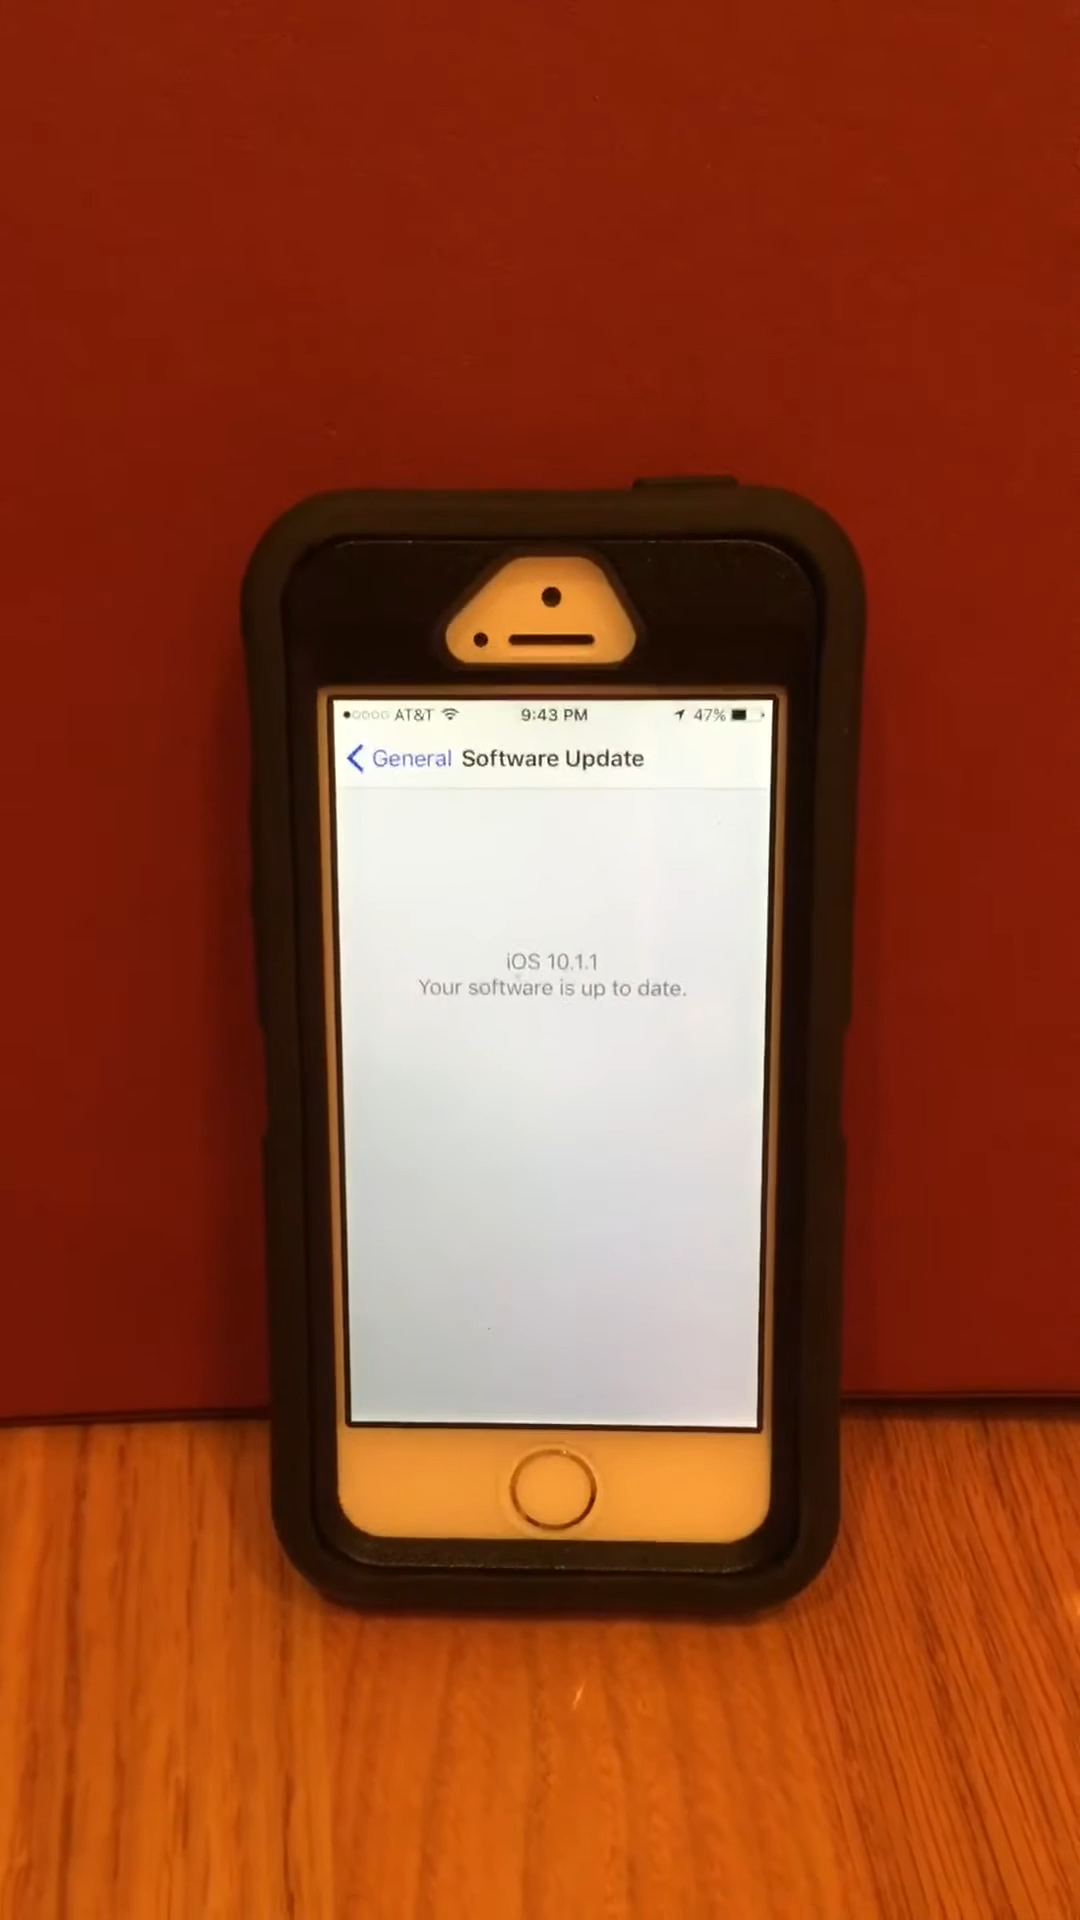 AT&T 9:43 PM 47%
General Software Update
iOS 10.1.1
Your software is up to date.